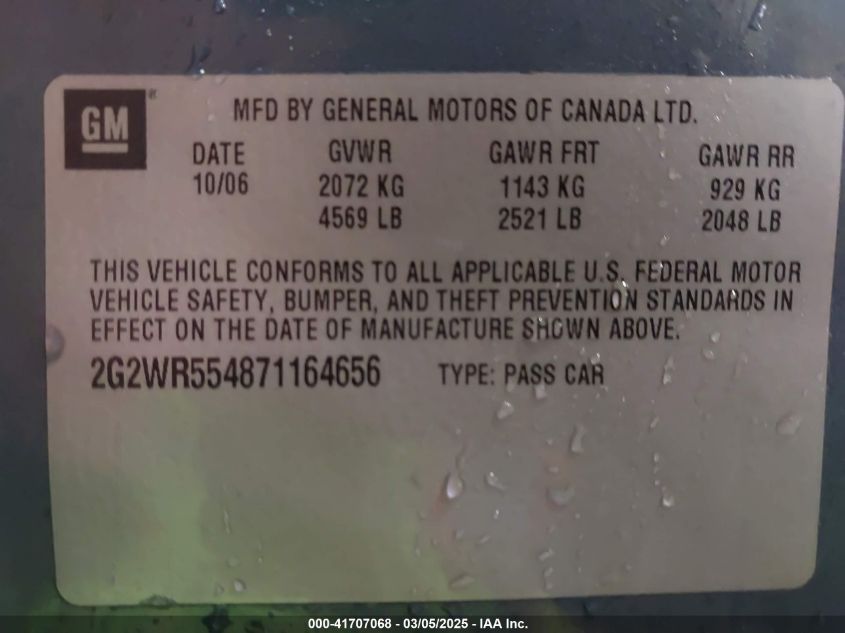 GM®
MFD BY GENERAL MOTORS OF CANADA LTD.
DATE GVWR GAWR FRT GAWR RR
10/06 2072 KG 1143 KG 929 KG
4569 LB 2521 LB 2048 LB
THIS VEHICLE CONFORMS TO ALL APPLICABLE U.S. FEDERAL MOTOR
VEHICLE SAFETY, BUMPER, AND THEFT PREVENTION STANDARDS IN
EFFECT ON THE DATE OF MANUFACTURE SHOWN ABOVE.
2G2WR554871164656 TYPE: PASS CAR
000-41707068 - 03/05/2025 - IAA Inc.